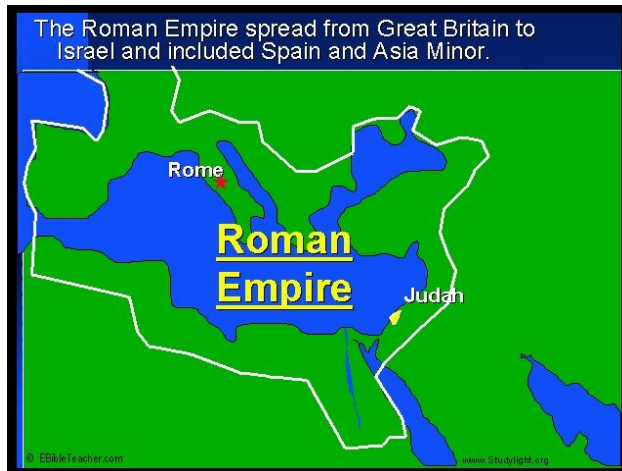 The Roman Empire spread from Great Britain to
Israel and included Spain and Asia Minor.
Rome
Roman
Empire
Judah
© EBibleTeacher.com
www.Studylight.org